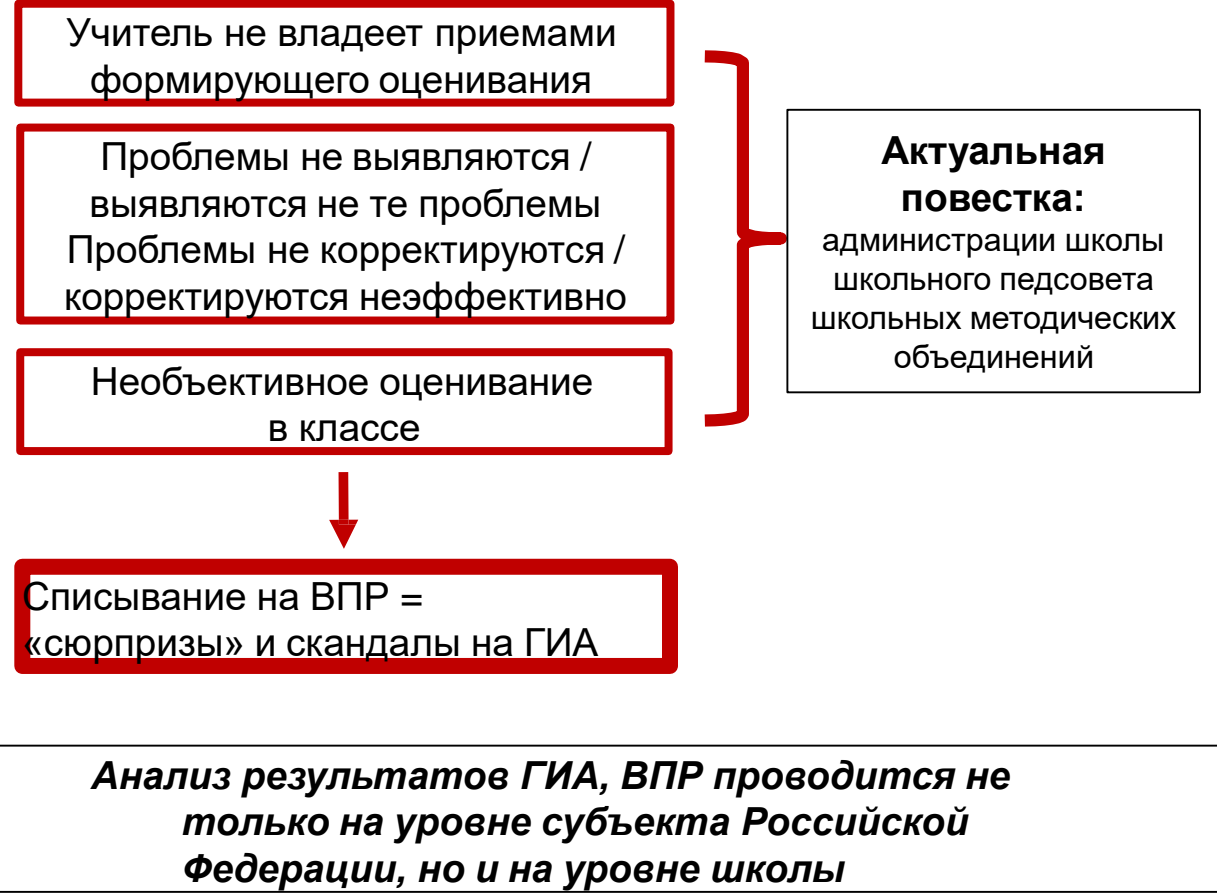 Учитель не владеет приемами
формирующего оценивания
Проблемы не выявляются /
выявляются не те проблемы
Проблемы не корректируются /
корректируются неэффективно
Необъективное оценивание
в классе
Списывание на ВПР =
«сюрпризы» и скандалы на ГИА
Актуальная
повестка:
администрации школы
школьного педсовета
школьных методических
объединений
Анализ результатов ГИА, ВПР проводится не
только на уровне субъекта Российской
Федерации, но и на уровне школы